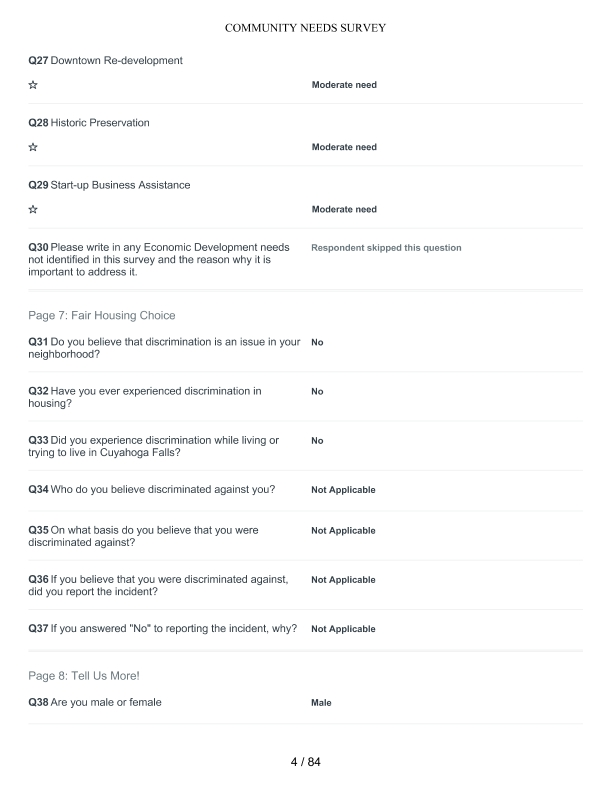 COMMUNITY NEEDS SURVEY
Q27 Downtown Re-development
☆ Moderate need
Q28 Historic Preservation
☆ Moderate need
Q29 Start-up Business Assistance
☆ Moderate need
Q30 Please write in any Economic Development needs Respondent skipped this question
not identified in this survey and the reason why it is
important to address it.
Page 7: Fair Housing Choice
Q31 Do you believe that discrimination is an issue in your No
neighborhood?
Q32 Have you ever experienced discrimination in No
housing?
Q33 Did you experience discrimination while living or No
trying to live in Cuyahoga Falls?
Q34 Who do you believe discriminated against you? Not Applicable
Q35 On what basis do you believe that you were Not Applicable
discriminated against?
Q36 If you believe that you were discriminated against, Not Applicable
did you report the incident?
Q37 If you answered "No" to reporting the incident, why? Not Applicable
Page 8: Tell Us More!
Q38 Are you male or female Male
4 / 84